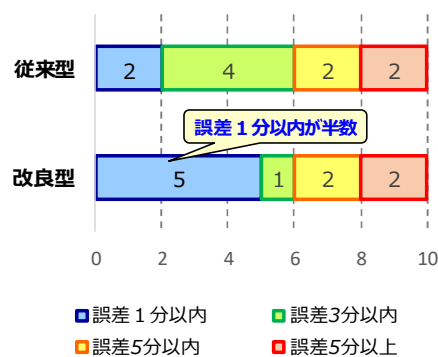 従来型
2 4 2 2
誤差１分以内が半数
改良型
5 1 2 2
0 2 4 6 8 10
誤差１分以内 誤差3分以内
誤差5分以内 誤差5分以上